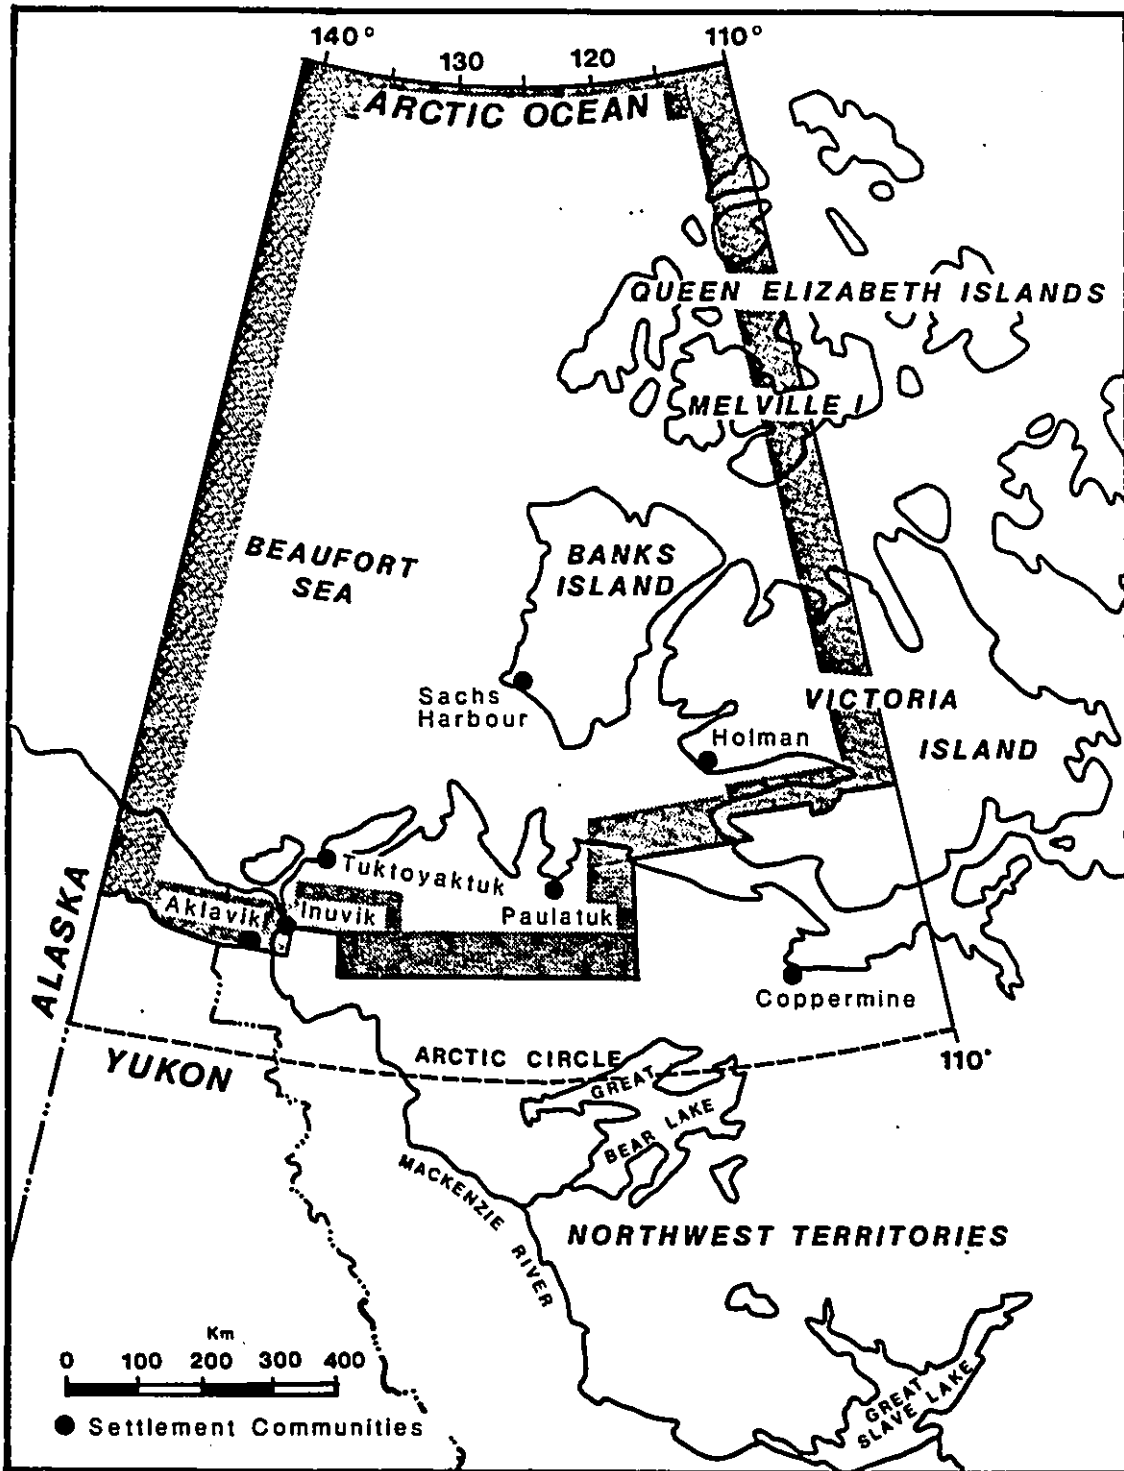 140° 130 120 110°
ARCTIC OCEAN
QUEEN ELIZABETH ISLANDS
MELVILLE I
BEAUFORT
SEA
BANKS
ISLAND
Sachs
Harbour
VICTORIA
ISLAND
Holman
Tuktoyaktuk
Aklavik
Inuvik
Paulatuk
Coppermine
ALASKA
YUKON
ARCTIC CIRCLE
110°
GREAT
BEAR LAKE
MACKENZIE RIVER
NORTHWEST TERRITORIES
GREAT
SLAVE LAKE
Km
0 100 200 300 400
Settlement Communities